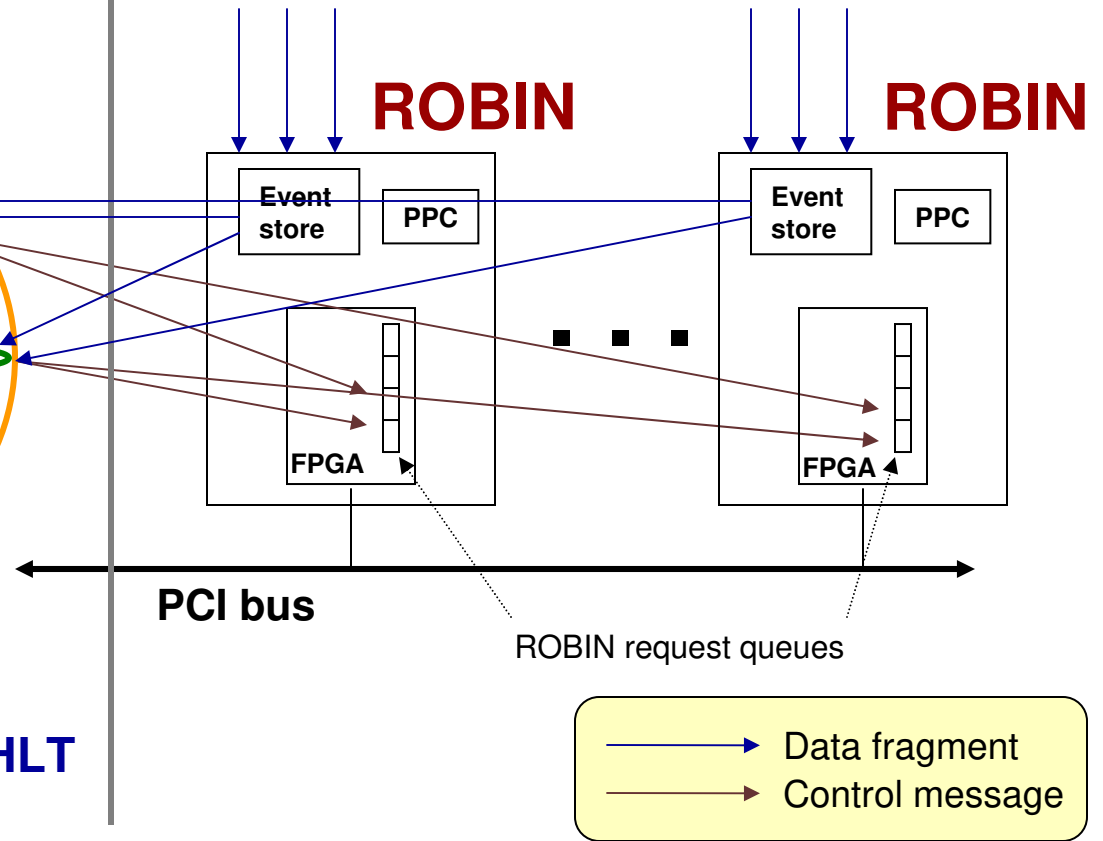 ROBIN
ROBIN
Event
store
PPC
Event
store
PPC
FPGA
FPGA
PCI bus
ROBIN request queues
HLT
Data fragment
Control message